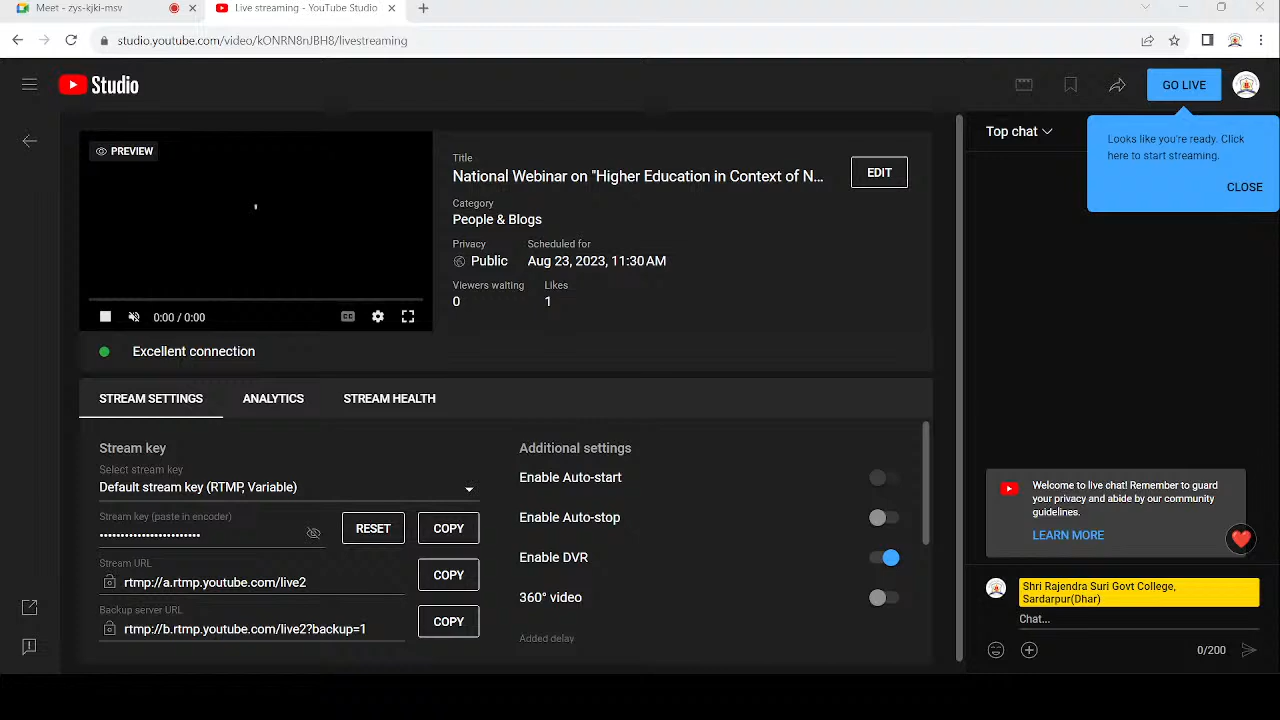 Meet - zys-kjki-msv
Live streaming - YouTube Studio
studio.youtube.com/video/kONRN8nJBH8/livestreaming
Studio
GO LIVE
PREVIEW
Title
National Webinar on "Higher Education in Context of N...
EDIT
Category
People & Blogs
Privacy
Scheduled for
Public
Aug 23, 2023, 11:30 AM
Viewers waiting
Likes
0
1
0:00 / 0:00
CC
Excellent connection
Top chat
Looks like you're ready. Click
here to start streaming.
CLOSE
STREAM SETTINGS
ANALYTICS
STREAM HEALTH
Stream key
Select stream key
Default stream key (RTMP, Variable)
Stream key (paste in encoder)
••••••••••••••••••••••••
RESET
COPY
Stream URL
rtmp://a.rtmp.youtube.com/live2
COPY
Backup server URL
rtmp://b.rtmp.youtube.com/live2?backup=1
COPY
Additional settings
Enable Auto-start
Enable Auto-stop
Enable DVR
360° video
Added delay
Welcome to live chat! Remember to guard
your privacy and abide by our community
guidelines.
LEARN MORE
Shri Rajendra Suri Govt College,
Sardarpur(Dhar)
Chat...
0/200